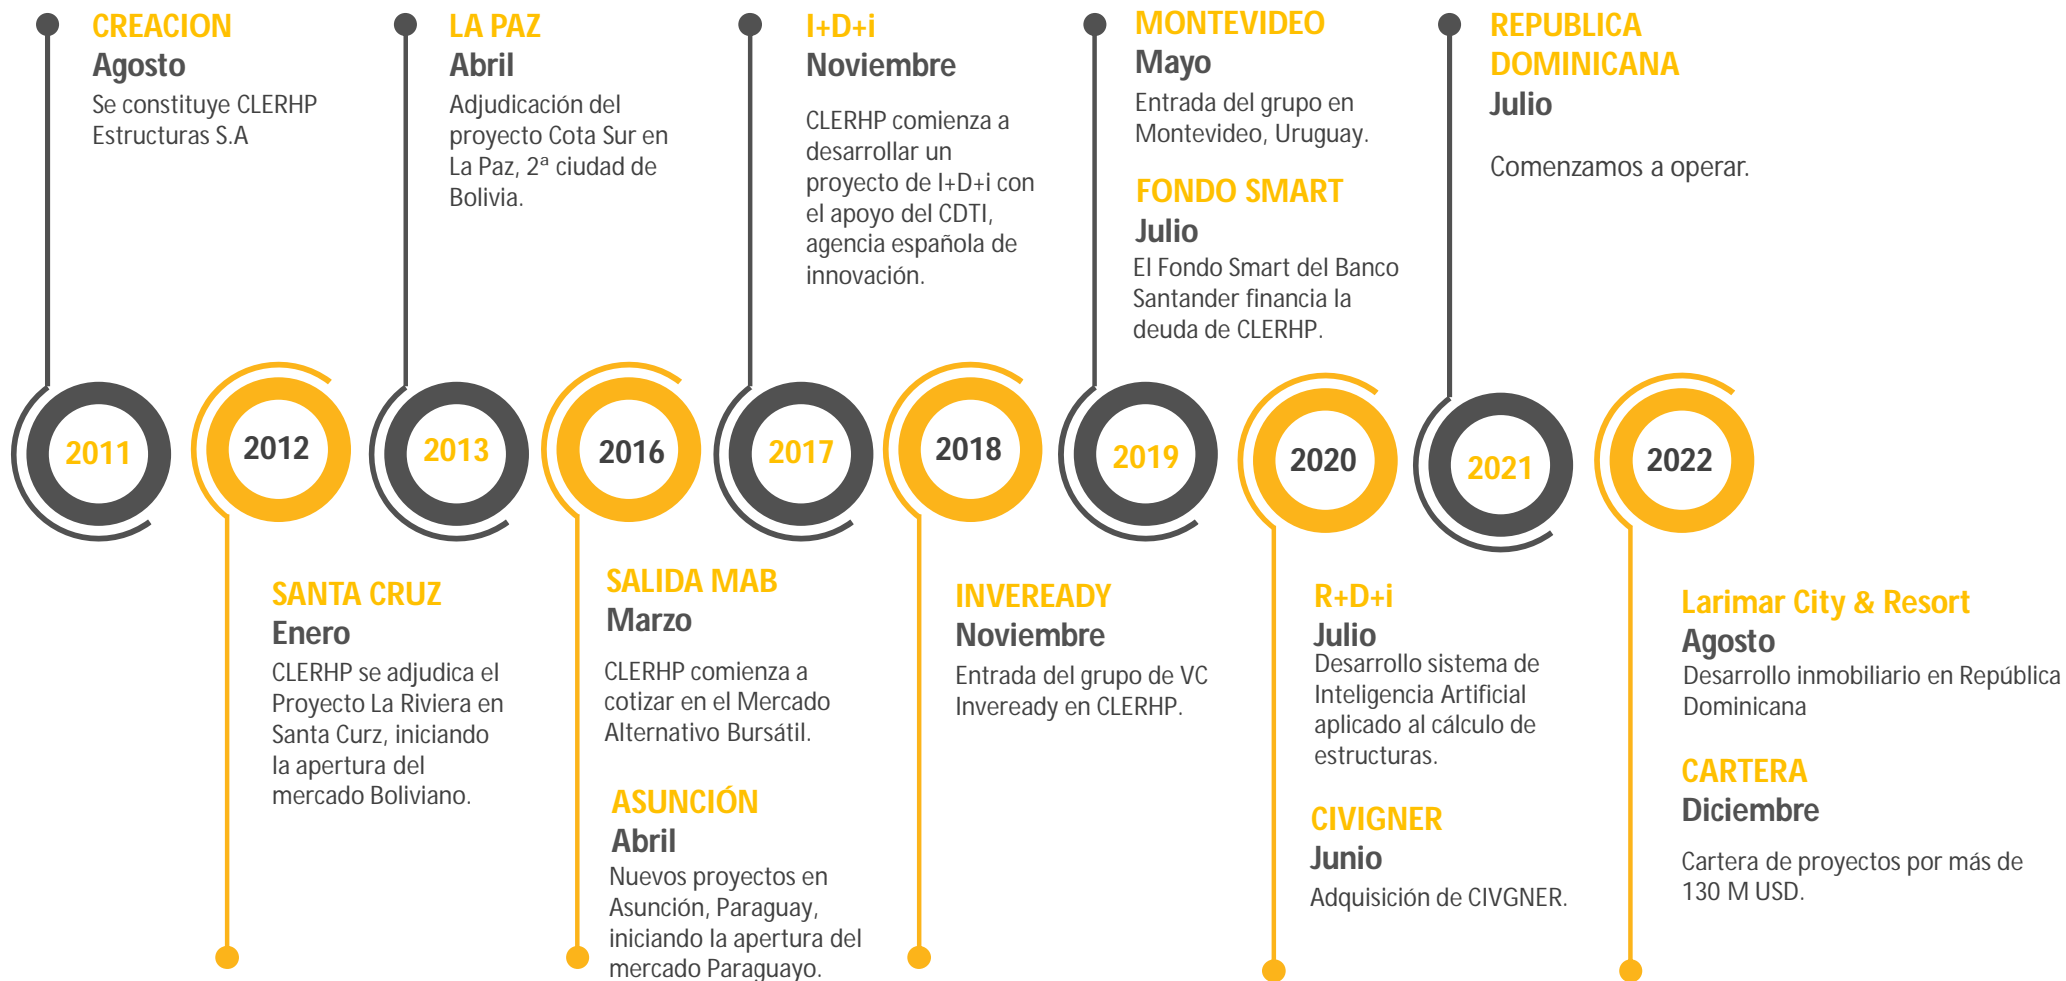 CREACION
Agosto
Se constituye CLERHP
Estructuras S.A
LA PAZ
Abril
Adjudicación del
proyecto Cota Sur en
La Paz, 2ª ciudad de
Bolivia.
I+D+i
Noviembre
CLERHP comienza a
desarrollar un
proyecto de I+D+i con
el apoyo del CDTI,
agencia española de
innovación.
MONTEVIDEO
Mayo
Entrada del grupo en
Montevideo, Uruguay.
FONDO SMART
Julio
El Fondo Smart del Banco
Santander financia la
deuda de CLERHP.
REPUBLICA
DOMINICANA
Julio
Comenzamos a operar.
2011
2012
2013
2016
2017
2018
2019
2020
2021
2022
SANTA CRUZ
Enero
CLERHP se adjudica el
Proyecto La Riviera en
Santa Curz, iniciando
la apertura del
mercado Boliviano.
SALIDA MAB
Marzo
CLERHP comienza a
cotizar en el Mercado
Alternativo Bursátil.
ASUNCIÓN
Abril
Nuevos proyectos en
Asunción, Paraguay,
iniciando la apertura del
mercado Paraguayo.
INVEREADY
Noviembre
Entrada del grupo de VC
Inveready en CLERHP.
R+D+i
Julio
Desarrollo sistema de
Inteligencia Artificial
aplicado al cálculo de
estructuras.
CIVIGNER
Junio
Adquisición de CIVGNER.
Larimar City & Resort
Agosto
Desarrollo inmobiliario en República
Dominicana
CARTERA
Diciembre
Cartera de proyectos por más de
130 M USD.